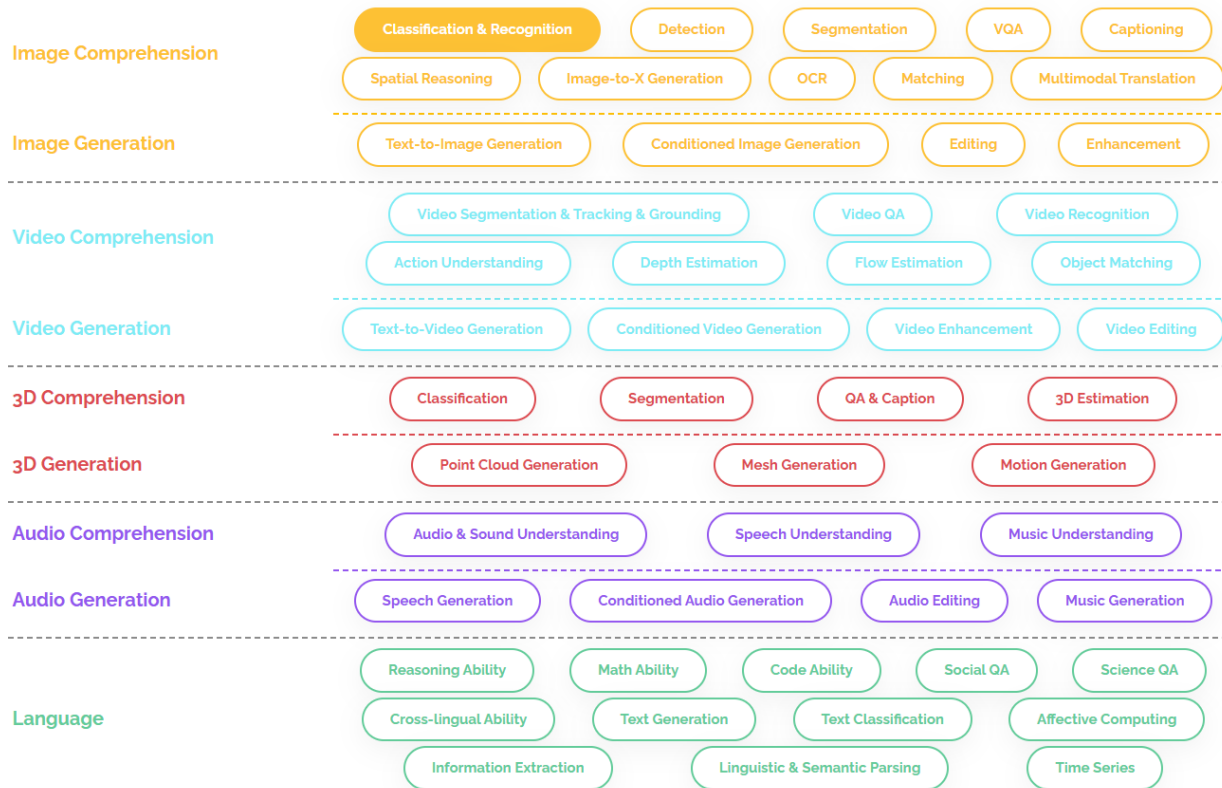 Image Comprehension
Classification & Recognition
Detection
Segmentation
VQA
Captioning
Spatial Reasoning
Image-to-X Generation
OCR
Matching
Multimodal Translation
Image Generation
Text-to-Image Generation
Conditioned Image Generation
Editing
Enhancement
Video Comprehension
Video Segmentation & Tracking & Grounding
Video QA
Video Recognition
Action Understanding
Depth Estimation
Flow Estimation
Object Matching
Video Generation
Text-to-Video Generation
Conditioned Video Generation
Video Enhancement
Video Editing
3D Comprehension
Classification
Segmentation
QA & Caption
3D Estimation
3D Generation
Point Cloud Generation
Mesh Generation
Motion Generation
Audio Comprehension
Audio & Sound Understanding
Speech Understanding
Music Understanding
Audio Generation
Speech Generation
Conditioned Audio Generation
Audio Editing
Music Generation
Language
Reasoning Ability
Math Ability
Code Ability
Social QA
Science QA
Cross-lingual Ability
Text Generation
Text Classification
Affective Computing
Information Extraction
Linguistic & Semantic Parsing
Time Series